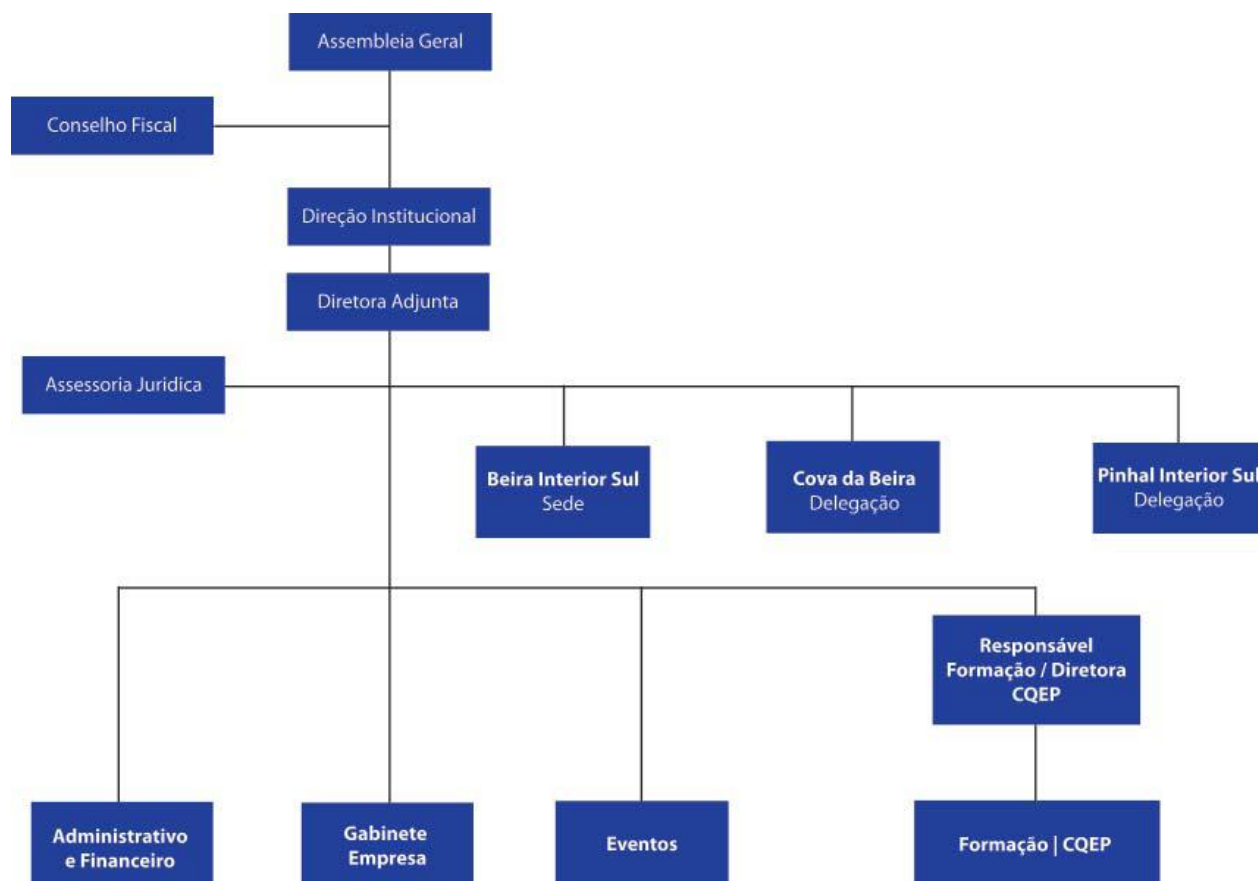 Assembleia Geral
Conselho Fiscal
Direção Institucional
Diretora Adjunta
Assessoria Juridica
Beira Interior Sul
Sede
Cova da Beira
Delegação
Pinhal Interior Sul
Delegação
Responsável
Formação / Diretora
CQEP
Administrativo
e Financeiro
Gabinete
Empresa
Eventos
Formação | CQEP